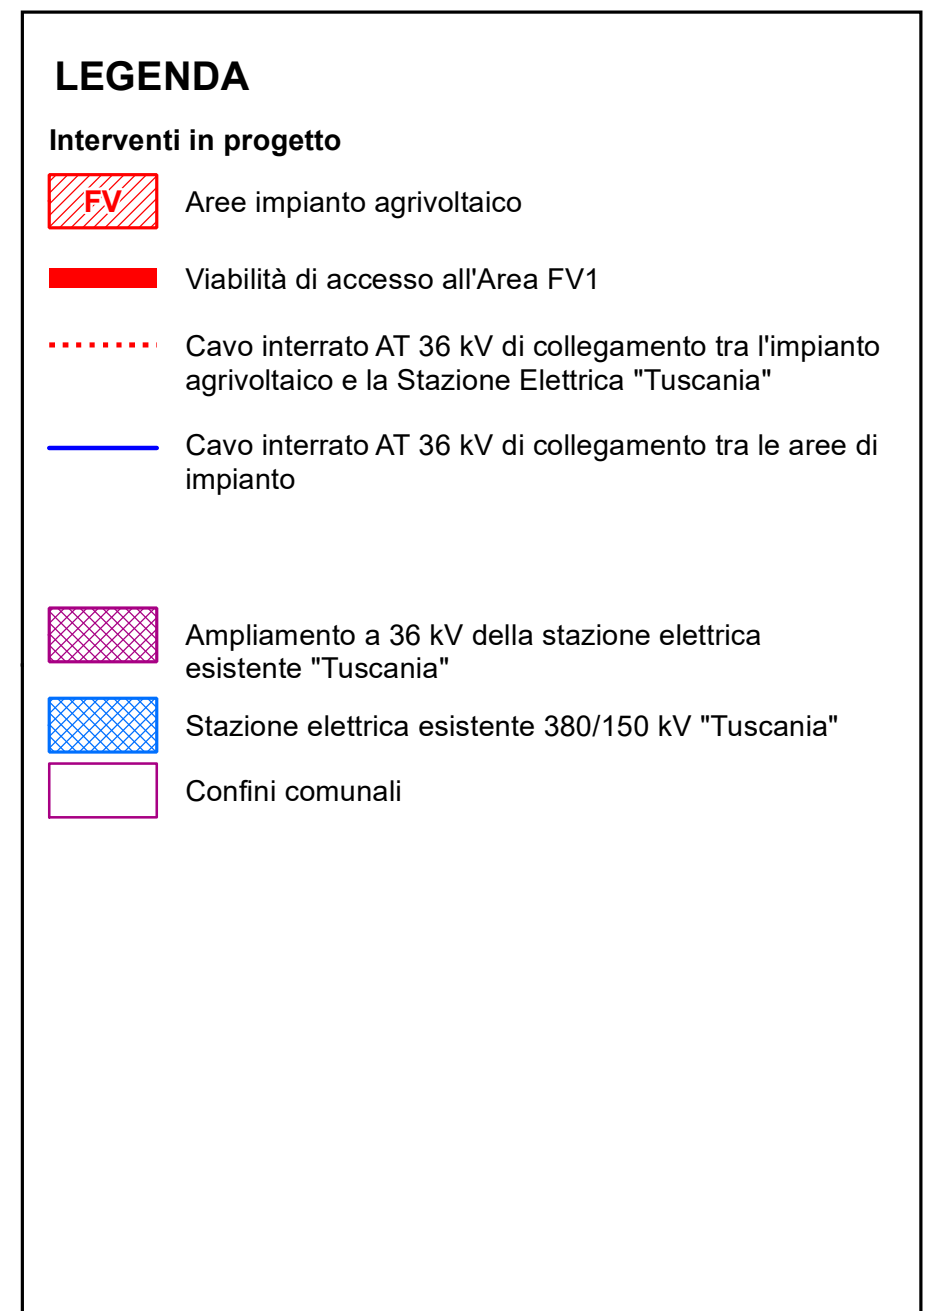 LEGENDA
Interventi in progetto
FV
Aree impianto agrivoltaico
Viabilità di accesso all'Area FV1
Cavo interrato AT 36 kV di collegamento tra l'impianto
agrivoltaico e la Stazione Elettrica "Tuscania"
Cavo interrato AT 36 kV di collegamento tra le aree di
impianto
Ampliamento a 36 kV della stazione elettrica
esistente "Tuscania"
Stazione elettrica esistente 380/150 kV "Tuscania"
Confini comunali